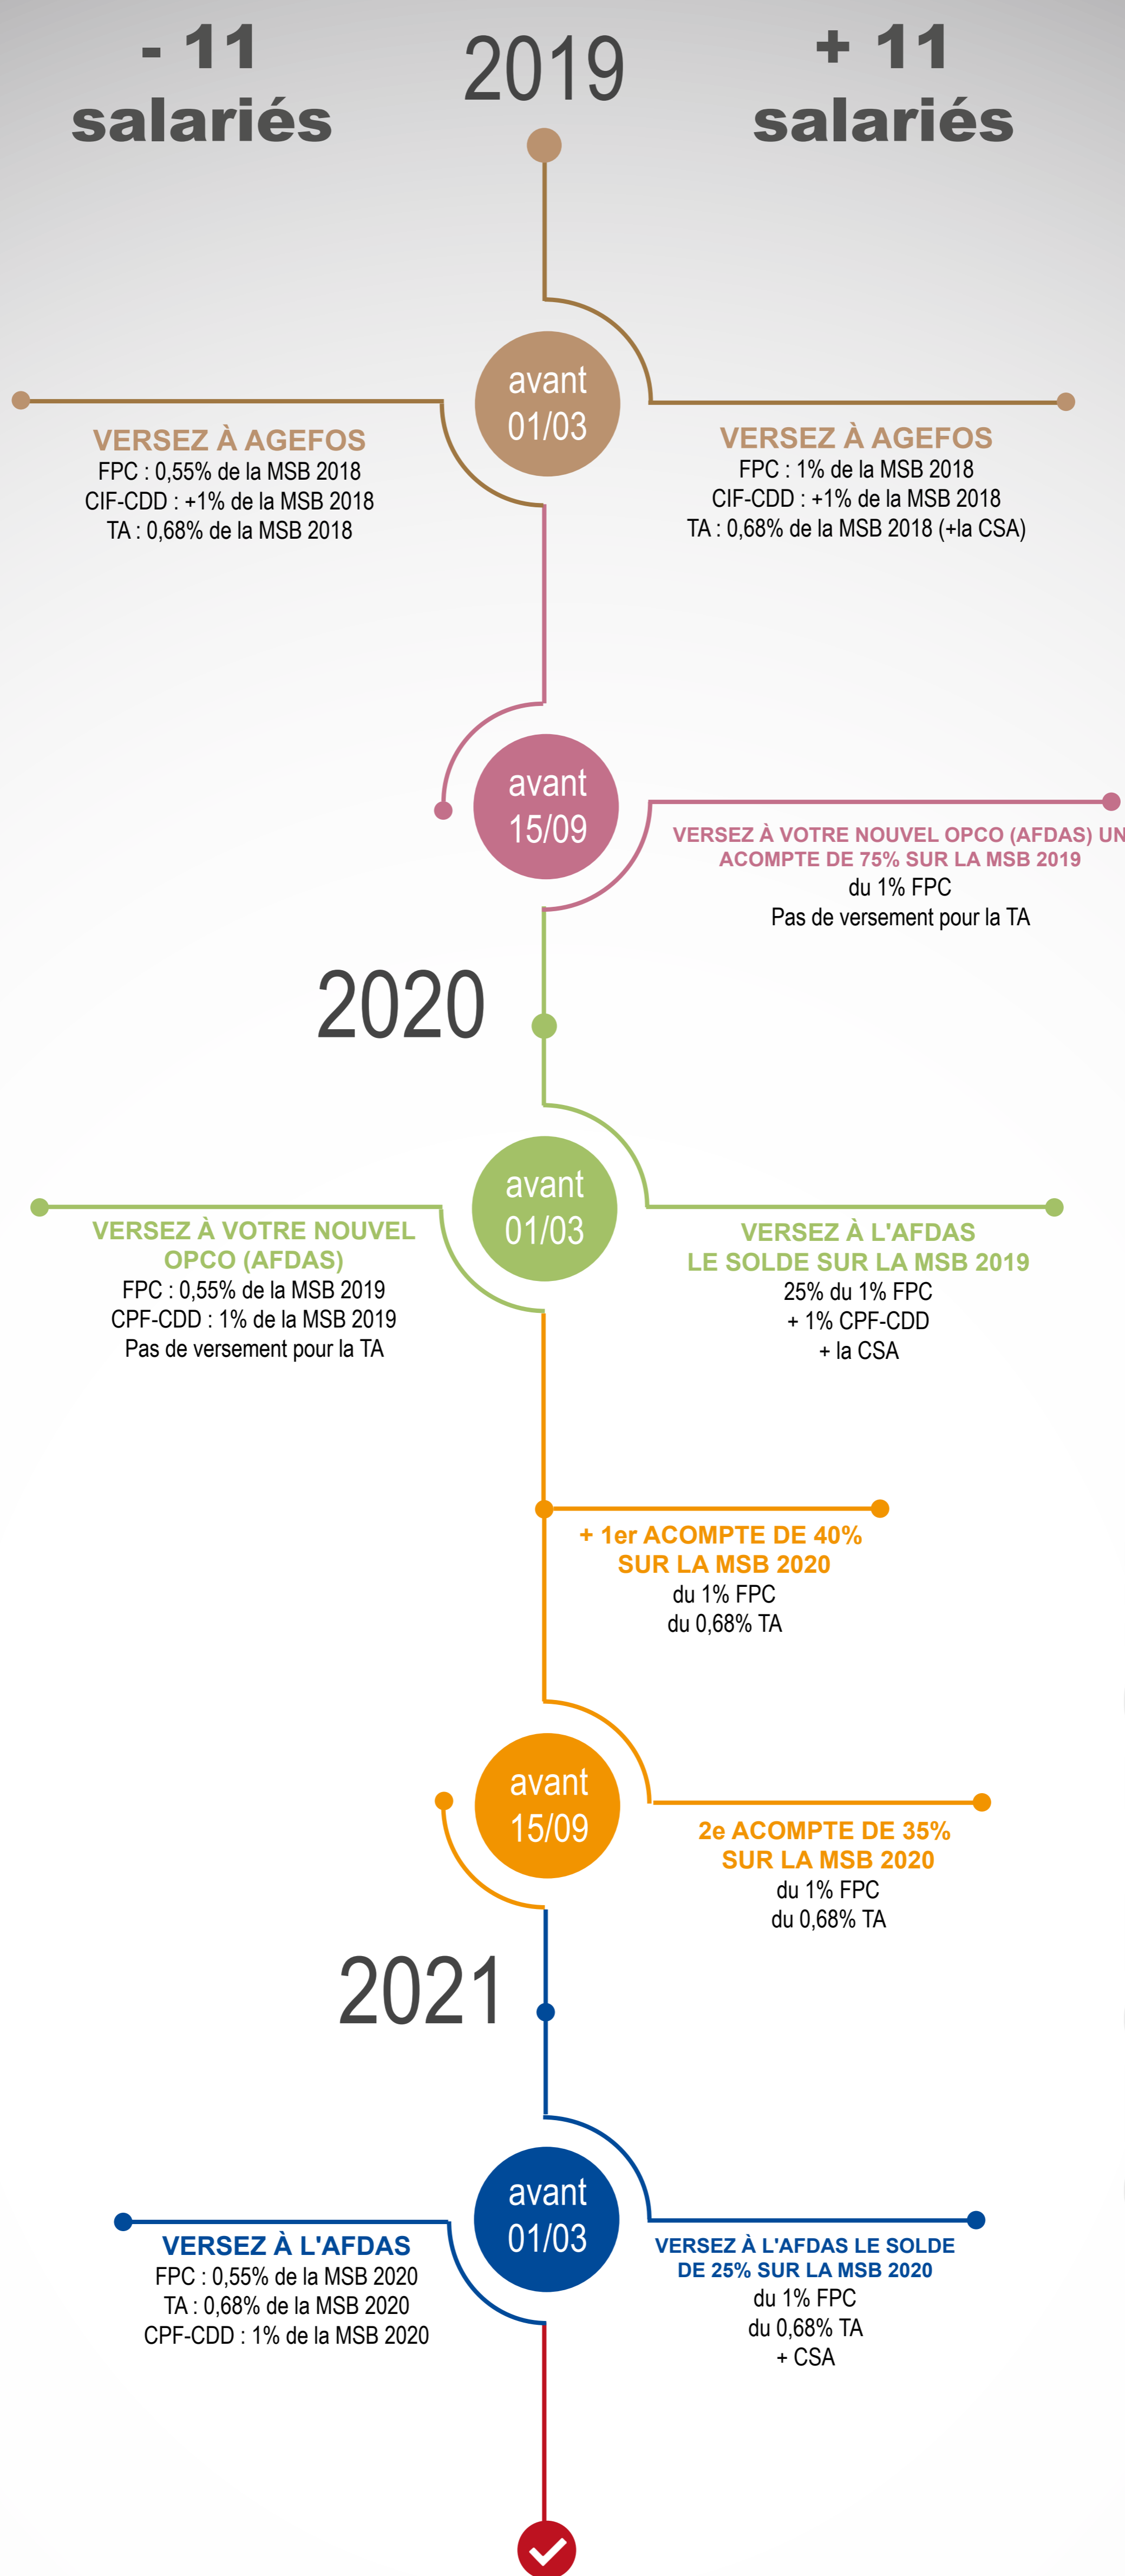 - 11
salariés
2019
+ 11
salariés
avant
01/03
VERSEZ À AGEFOS
FPC : 0,55% de la MSB 2018
CIF-CDD : +1% de la MSB 2018
TA : 0,68% de la MSB 2018
VERSEZ À AGEFOS
FPC : 1% de la MSB 2018
CIF-CDD : +1% de la MSB 2018
TA : 0,68% de la MSB 2018 (+la CSA)
avant
15/09
VERSEZ À VOTRE NOUVEL OPCO (AFDAS) UN
ACOMPTE DE 75% SUR LA MSB 2019
du 1% FPC
Pas de versement pour la TA
2020
avant
01/03
VERSEZ À VOTRE NOUVEL
OPCO (AFDAS)
FPC : 0,55% de la MSB 2019
CPF-CDD : 1% de la MSB 2019
Pas de versement pour la TA
VERSEZ À L'AFDAS
LE SOLDE SUR LA MSB 2019
25% du 1% FPC
+ 1% CPF-CDD
+ la CSA
+ 1er ACOMPTE DE 40%
SUR LA MSB 2020
du 1% FPC
du 0,68% TA
avant
15/09
2e ACOMPTE DE 35%
SUR LA MSB 2020
du 1% FPC
du 0,68% TA
2021
avant
01/03
VERSEZ À L'AFDAS
FPC : 0,55% de la MSB 2020
TA : 0,68% de la MSB 2020
CPF-CDD : 1% de la MSB 2020
VERSEZ À L'AFDAS LE SOLDE
DE 25% SUR LA MSB 2020
du 1% FPC
du 0,68% TA
+ CSA